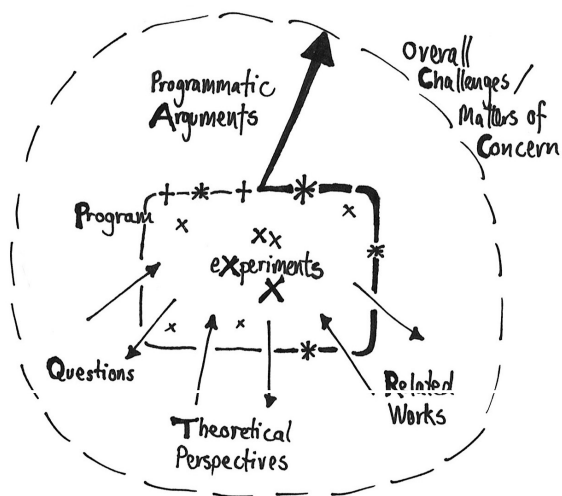 Overall
Challenges /
Matters of
Concern
Programmatic
Arguments
Program
eXperiments
Questions
Related
Works
Theoretical
Perspectives